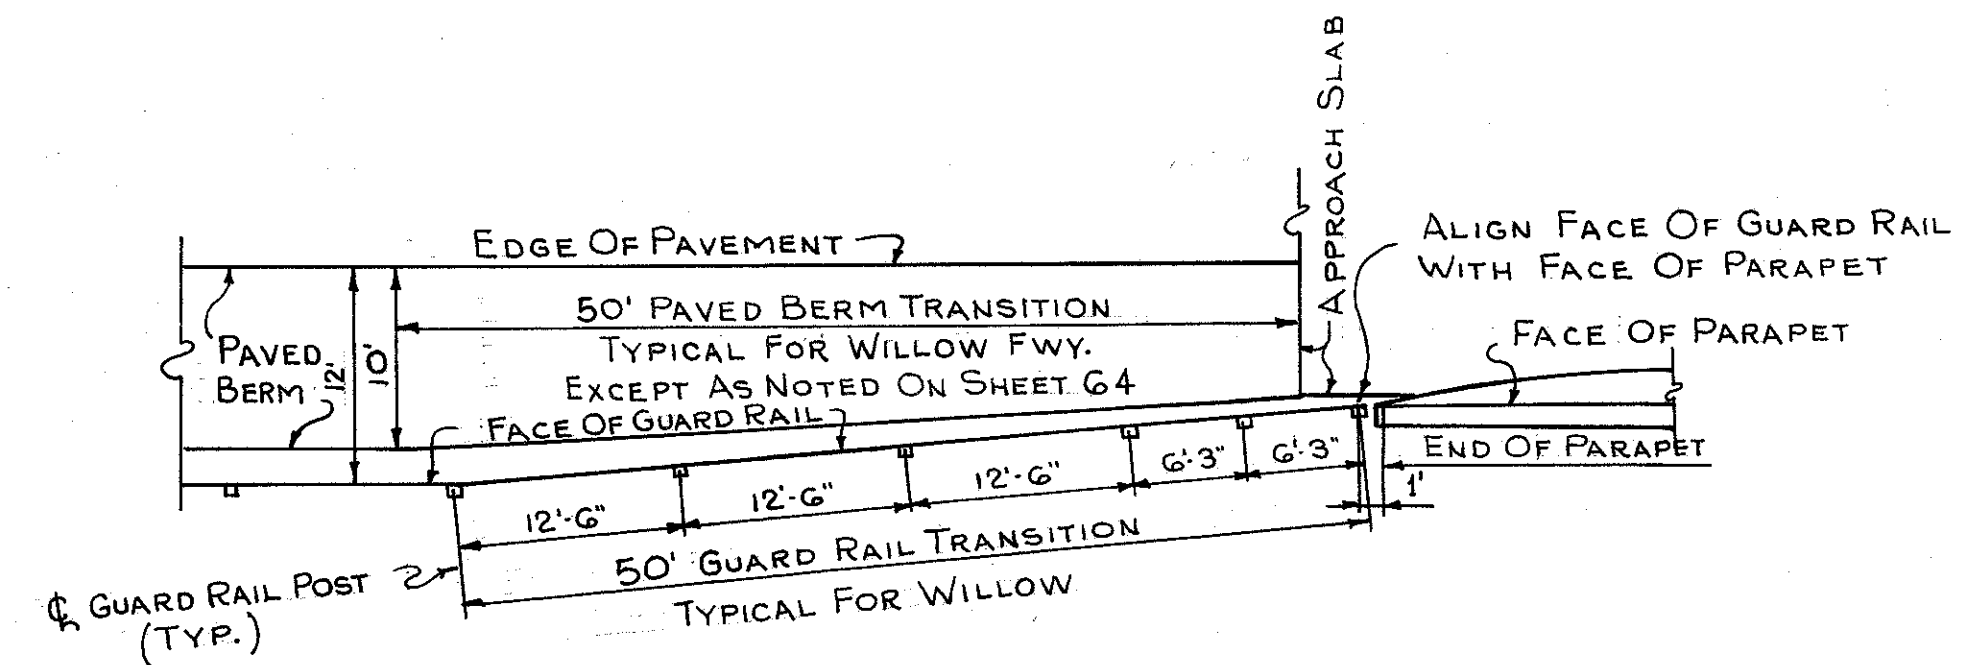 APPROACH SLAB
EDGE OF PAVEMENT
ALIGN FACE OF GUARD RAIL
WITH FACE OF PARAPET
50' PAVED BERM TRANSITION
TYPICAL FOR WILLOW FWY.
EXCEPT AS NOTED ON SHEET 64
FACE OF PARAPET
PAVED
BERM
12'
10'
FACE OF GUARD RAIL
END OF PARAPET
12'-6"
12'-6"
12'-6"
6'-3"
6'-3"
1'
50' GUARD RAIL TRANSITION
TYPICAL FOR WILLOW
℄ GUARD RAIL POST
(TYP.)